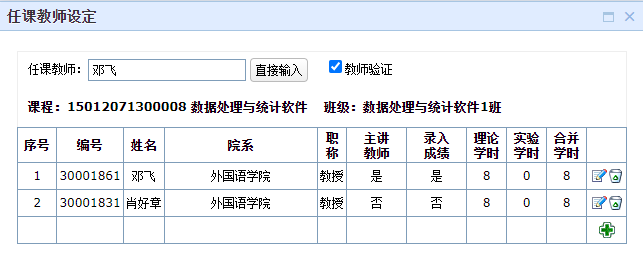 任课教师设定
任课教师： 邓飞 直接输入 教师验证
课程：15012071300008 数据处理与统计软件 班级：数据处理与统计软件1班
序号 编号 姓名 院系 职称 主讲教师 录入成绩 理论学时 实验学时 合并学时
1 30001861 邓飞 外国语学院 教授 是 是 8 0 8
2 30001831 肖好章 外国语学院 教授 否 否 8 0 8